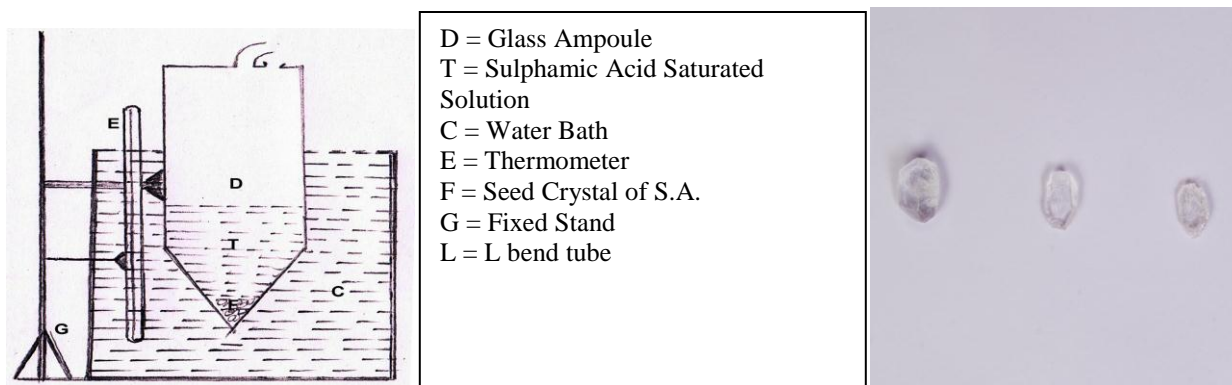 E
D
T
F
C
G
D = Glass Ampoule
T = Sulphamic Acid Saturated
Solution
C = Water Bath
E = Thermometer
F = Seed Crystal of S.A.
G = Fixed Stand
L = L bend tube